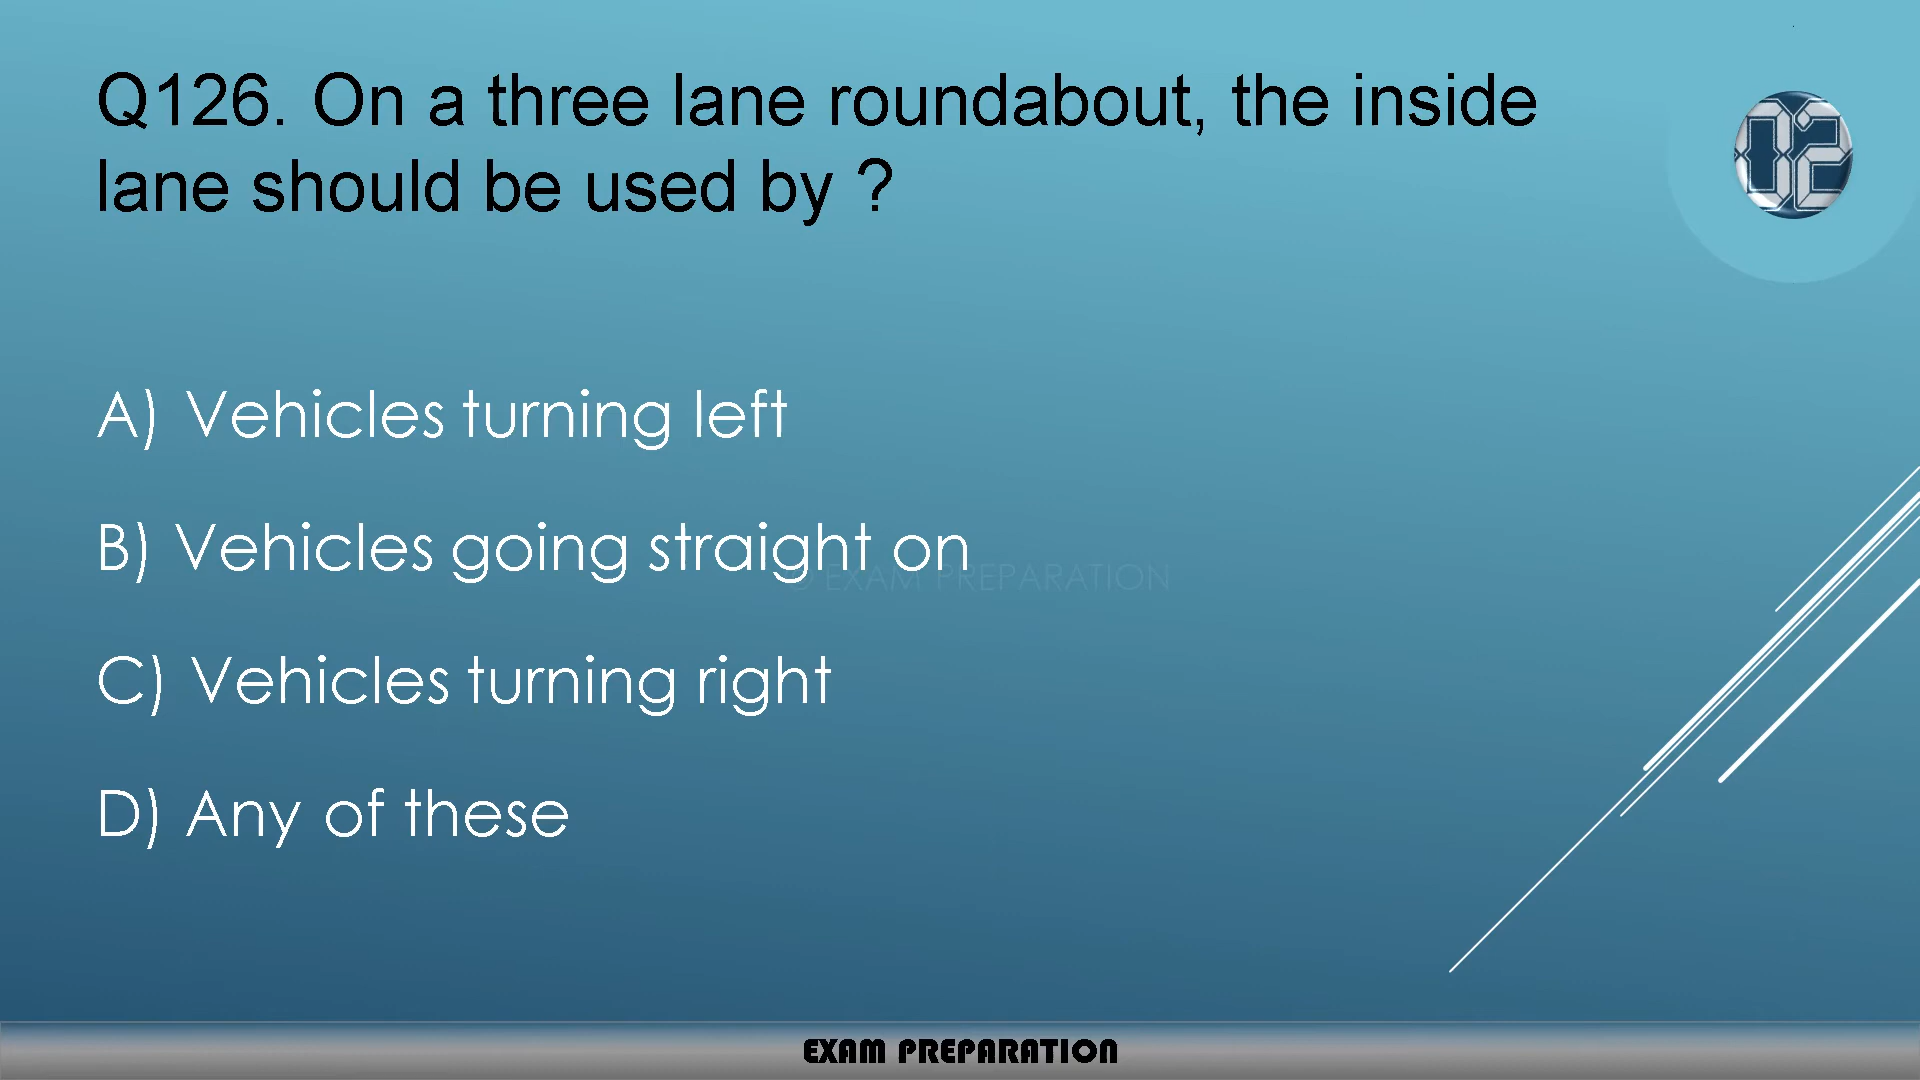 Q126. On a three lane roundabout, the inside
lane should be used by ?
02
A) Vehicles turning left
B) Vehicles going straight on
© EXAM PREPARATION
C) Vehicles turning right
D) Any of these
EXAM PREPARATION